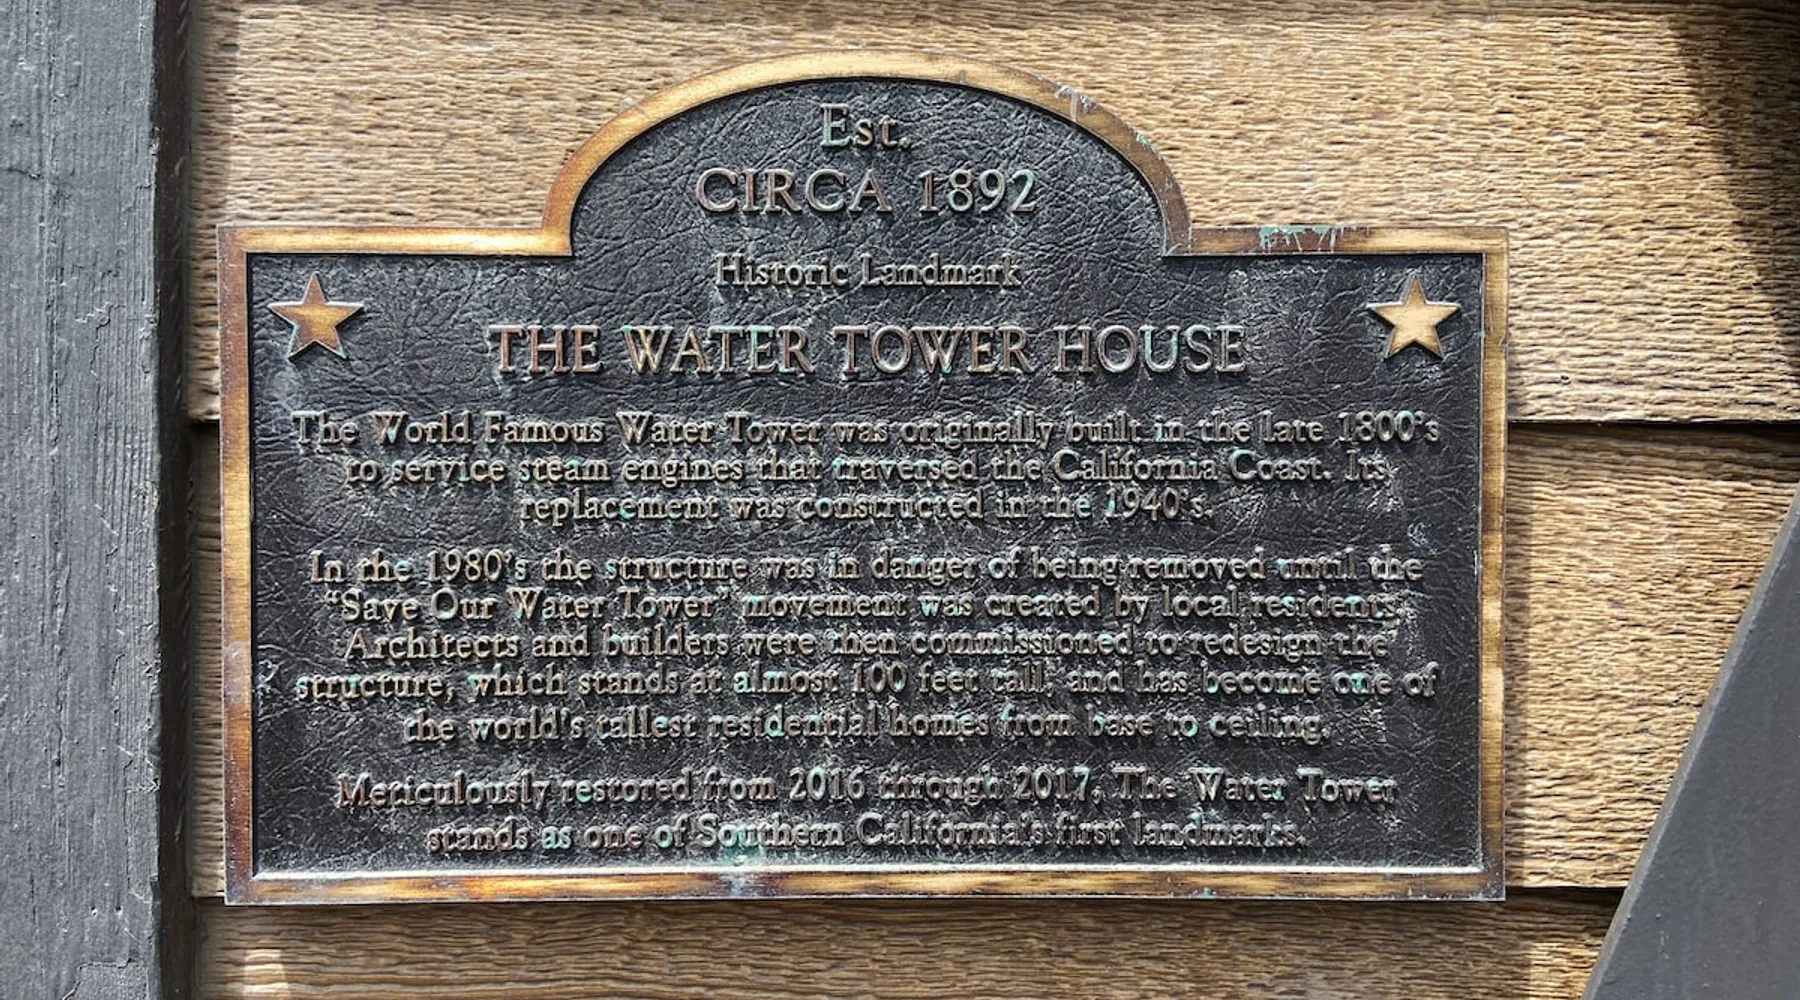 Est.
CIRCA 1892
Historic Landmark
THE WATER TOWER HOUSE
The World Famous Water Tower was originally built in the late 1800's
to service steam engines that traversed the California Coast. Its
replacement was constructed in the 1940's.
In the 1980's the structure was in danger of being removed until the
"Save Our Water Tower" movement was created by local residents.
Architects and builders were then commissioned to redesign the
structure, which stands at almost 100 feet tall, and has become one of
the world's tallest residential homes from base to ceiling.
Meticulously restored from 2016 through 2017, The Water Tower
stands as one of Southern California's first landmarks.